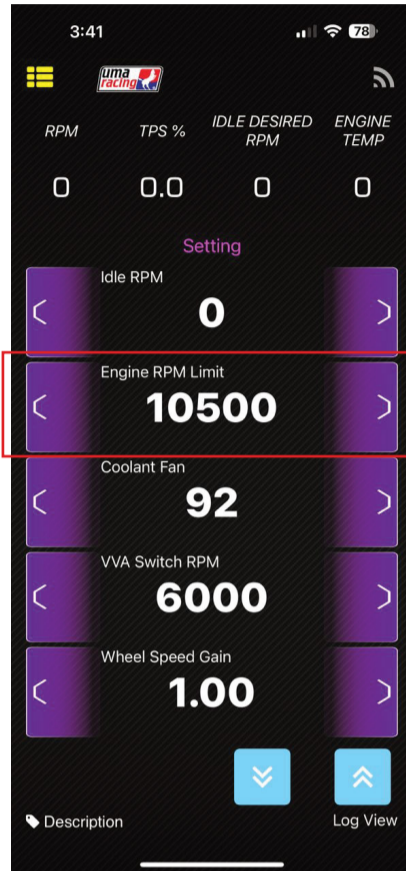 3:41
78
uma
racing
RPM TPS % IDLE DESIRED RPM ENGINE TEMP
0 0.0 0 0
Setting
Idle RPM
0
Engine RPM Limit
10500
Coolant Fan
92
VVA Switch RPM
6000
Wheel Speed Gain
1.00
Description Log View